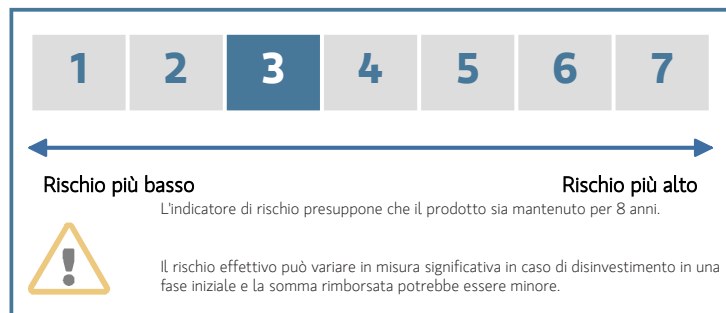 1 2 3 4 5 6 7
Rischio più basso Rischio più alto
L'indicatore di rischio presuppone che il prodotto sia mantenuto per 8 anni.
!
Il rischio effettivo può variare in misura significativa in caso di disinvestimento in una
fase iniziale e la somma rimborsata potrebbe essere minore.